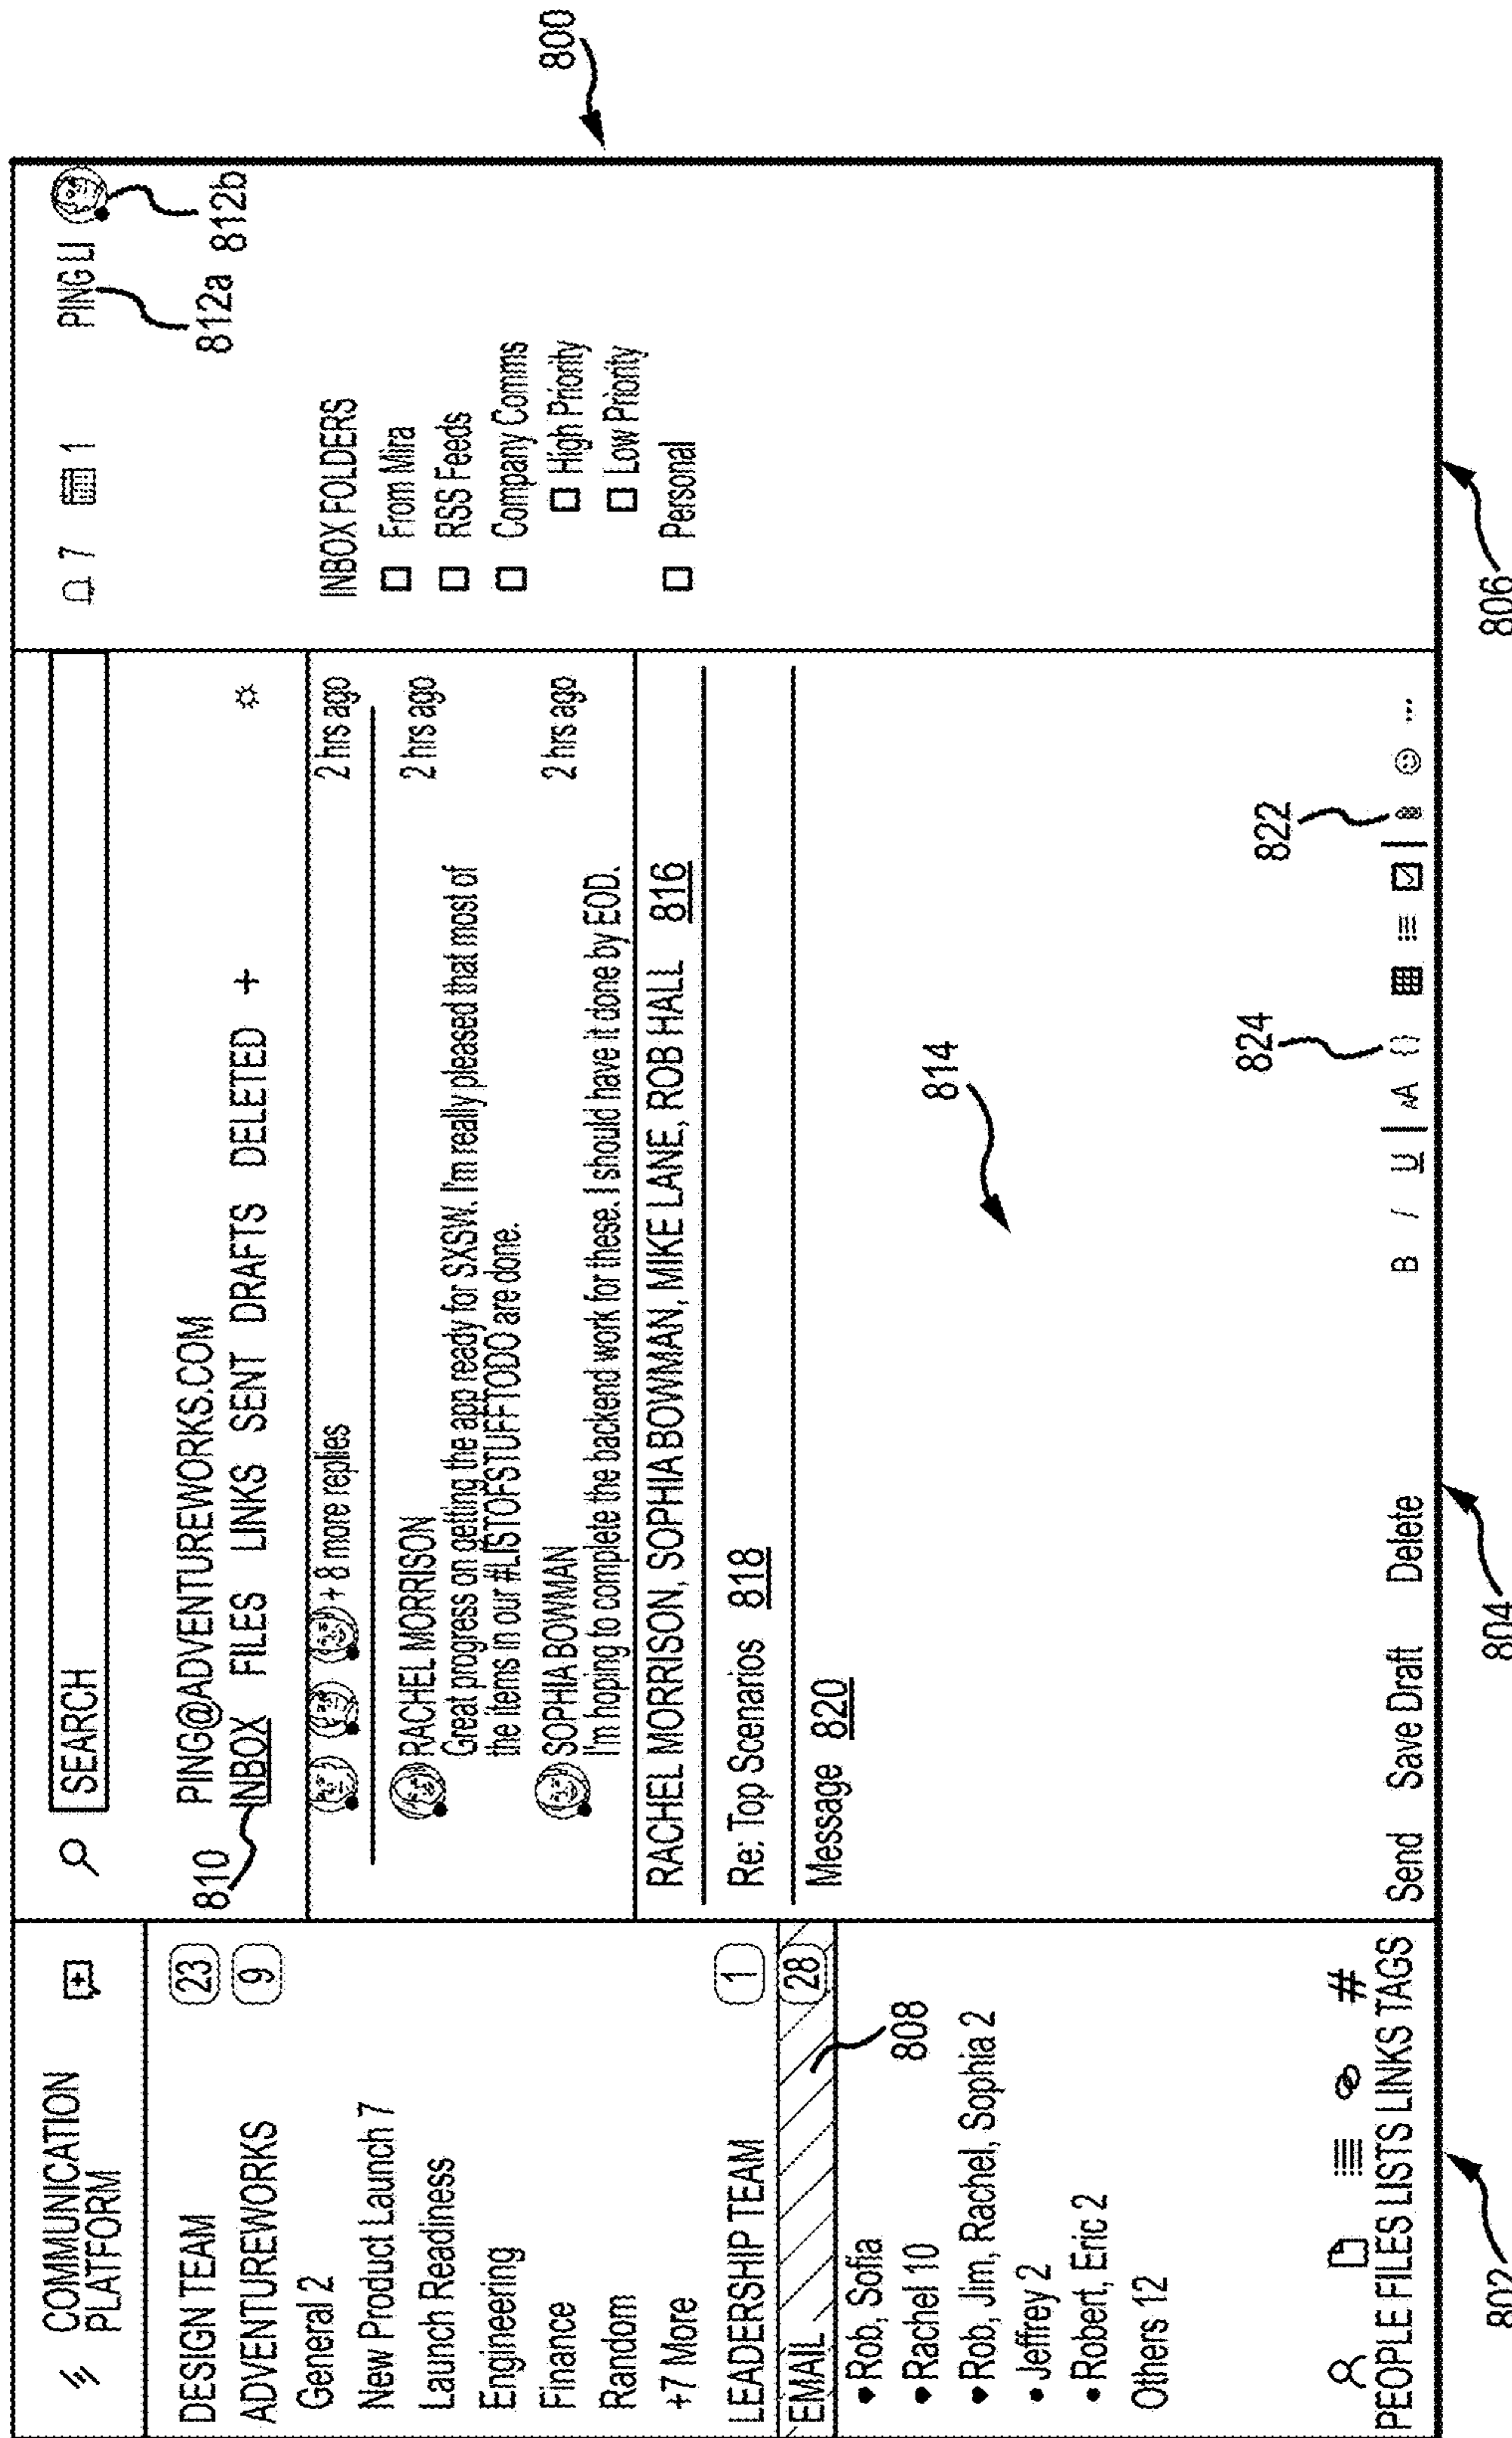 800
COMMUNICATION
PLATFORM
DESIGN TEAM 23
ADVENTUREWORKS 9
General 2
New Product Launch 7
Launch Readiness
Engineering
Finance
Random
+7 More
LEADERSHIP TEAM 1
EMAIL 28
808
Rob, Sofia
Rachel 10
Rob, Jim, Rachel, Sophia 2
Jeffrey 2
Robert, Eric 2
Others 12
#
PEOPLE FILES LISTS LINKS TAGS
802
SEARCH
PING@ADVENTUREWORKS.COM
810
INBOX FILES LINKS SENT DRAFTS DELETED +
+ 8 more replies 2 hrs ago
RACHEL MORRISON 2 hrs ago
Great progress on getting the app ready for SXSW. I'm really pleased that most of
the items in our #LISTOFSTUFFTODO are done.
SOPHIA BOWMAN 2 hrs ago
I'm hoping to complete the backend work for these. I should have it done by EOD.
RACHEL MORRISON, SOPHIA BOWMAN, MIKE LANE, ROB HALL 816
Re: Top Scenarios 818
Message 820
814
824 822
Send Save Draft Delete B I U | AA {} | ...
804
7 1 PING LI
812a 812b
INBOX FOLDERS
From Mira
RSS Feeds
Company Comms
High Priority
Low Priority
Personal
806